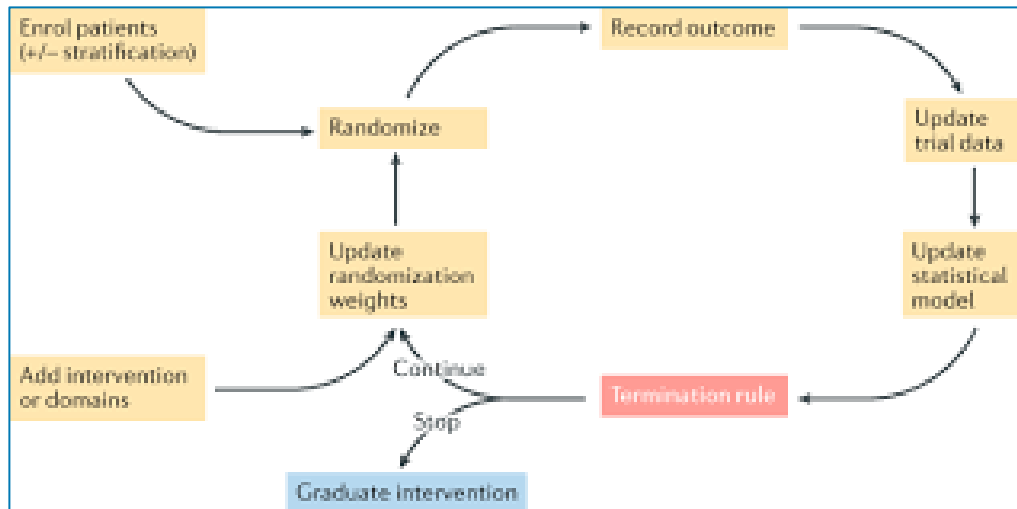 Enrol patients
(+/− stratification)
Record outcome
Randomize
Update
trial data
Update
randomization
weights
Update
statistical
model
Add intervention
or domains
Continue
Termination rule
Stop
Graduate intervention